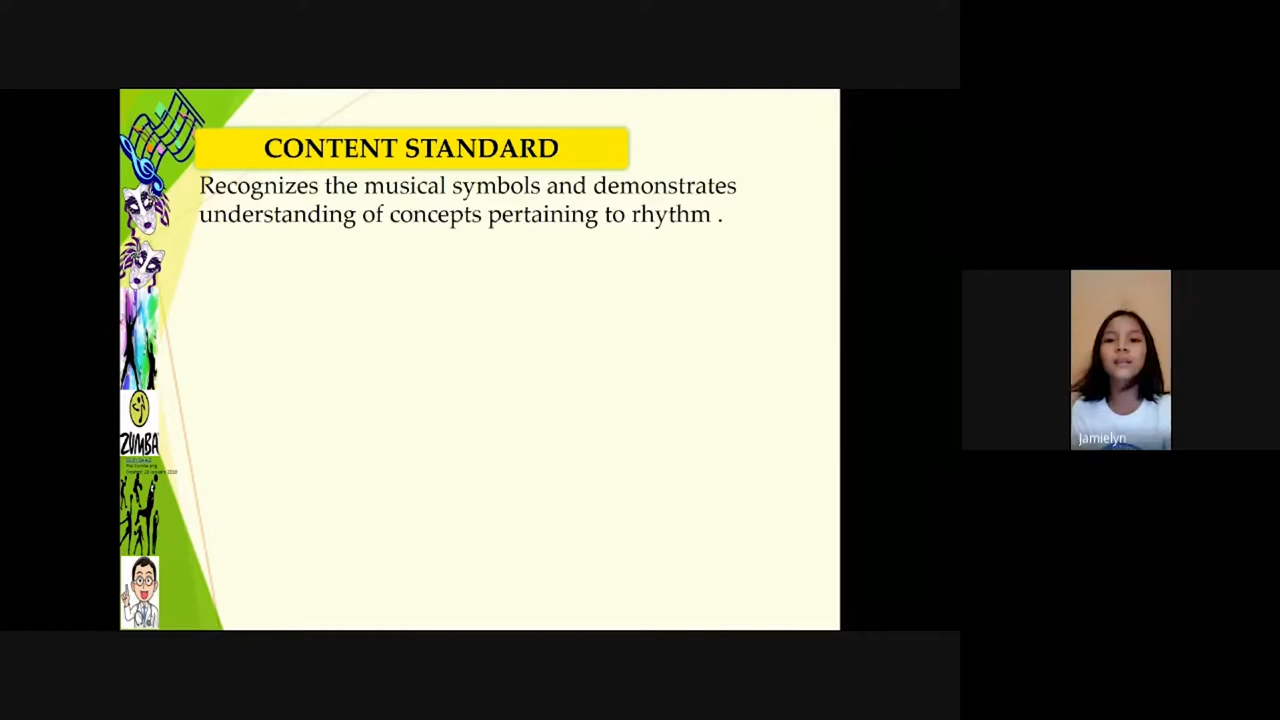 CONTENT STANDARD
Recognizes the musical symbols and demonstrates
understanding of concepts pertaining to rhythm .
ZUMBA
Jamielyn